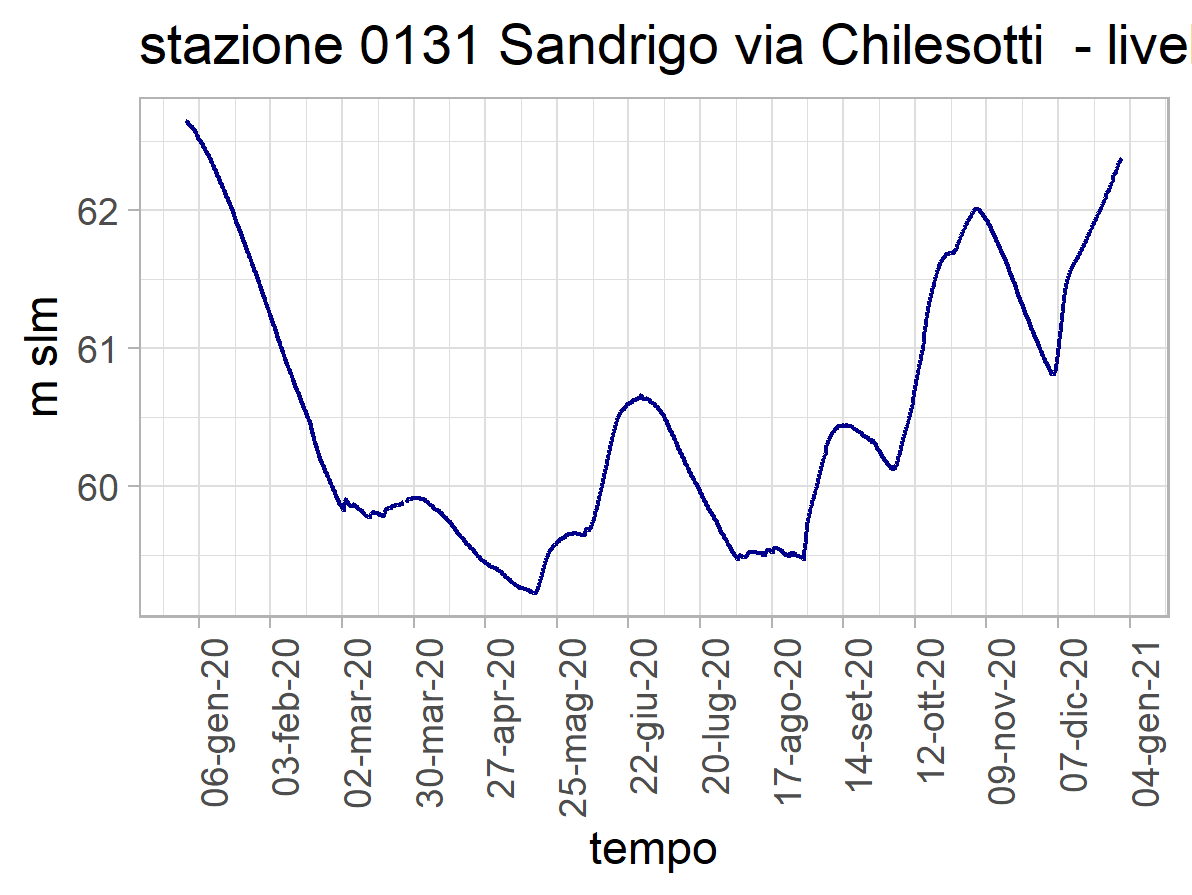 stazione 0131 Sandrigo via Chilesotti  - livel
m slm
62
61
60
06-gen-20
03-feb-20
02-mar-20
30-mar-20
27-apr-20
25-mag-20
22-giu-20
20-lug-20
17-ago-20
14-set-20
12-ott-20
09-nov-20
07-dic-20
04-gen-21
tempo